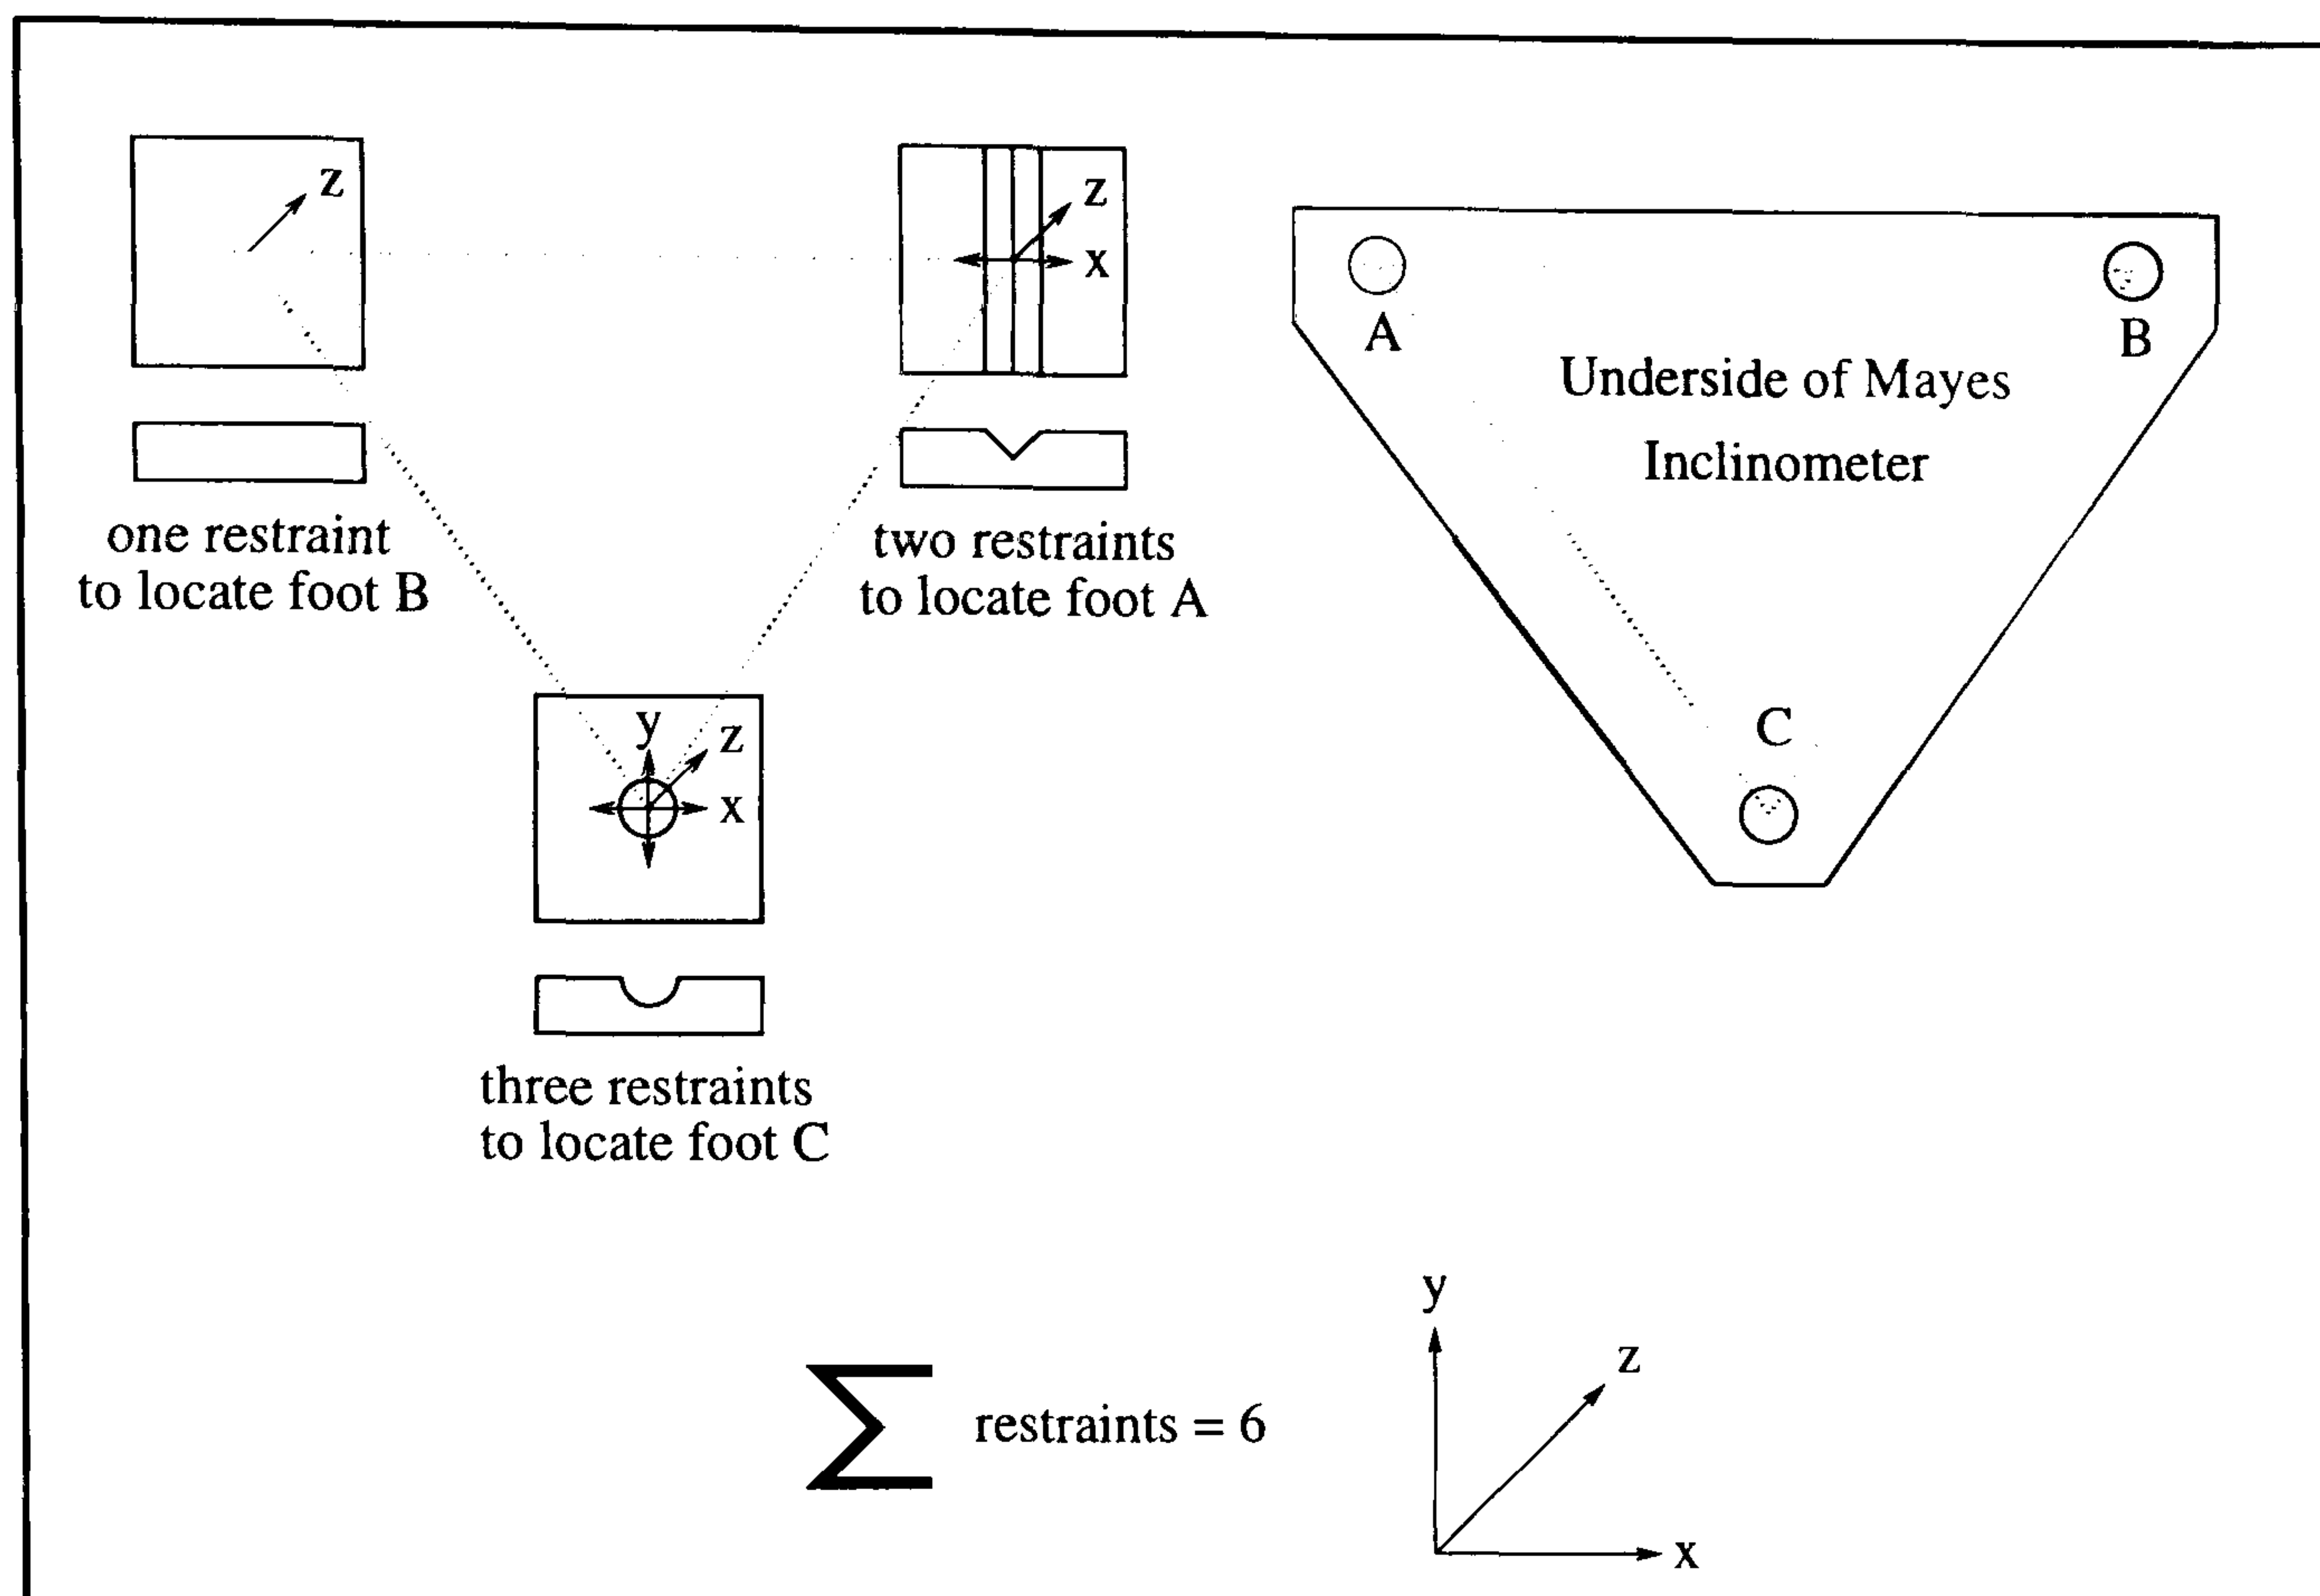 z
one restraint
to locate foot B
z
x
two restraints
to locate foot A
y
z
x
three restraints
to locate foot C
A
B
Underside of Mayes
Inclinometer
C
∑ restraints = 6
y
z
x